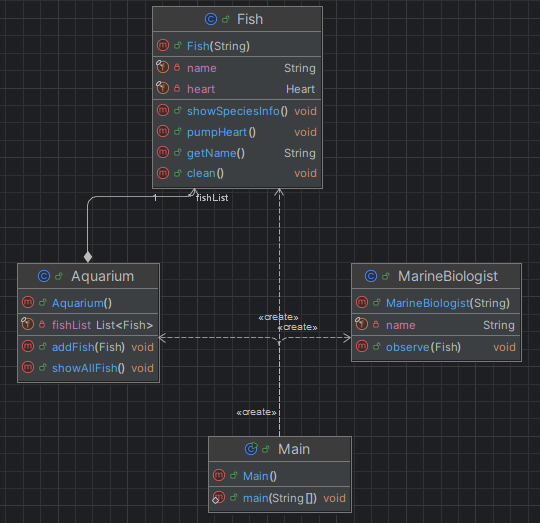 Fish
Fish(String)
name String
heart Heart
showSpeciesInfo() void
pumpHeart() void
getName() String
clean() void
1
fishList
Aquarium
Aquarium()
fishList List<Fish>
addFish(Fish) void
showAllFish() void
MarineBiologist
MarineBiologist(String)
name String
observe(Fish) void
«create»
«create»
«create»
Main
Main()
main(String[]) void